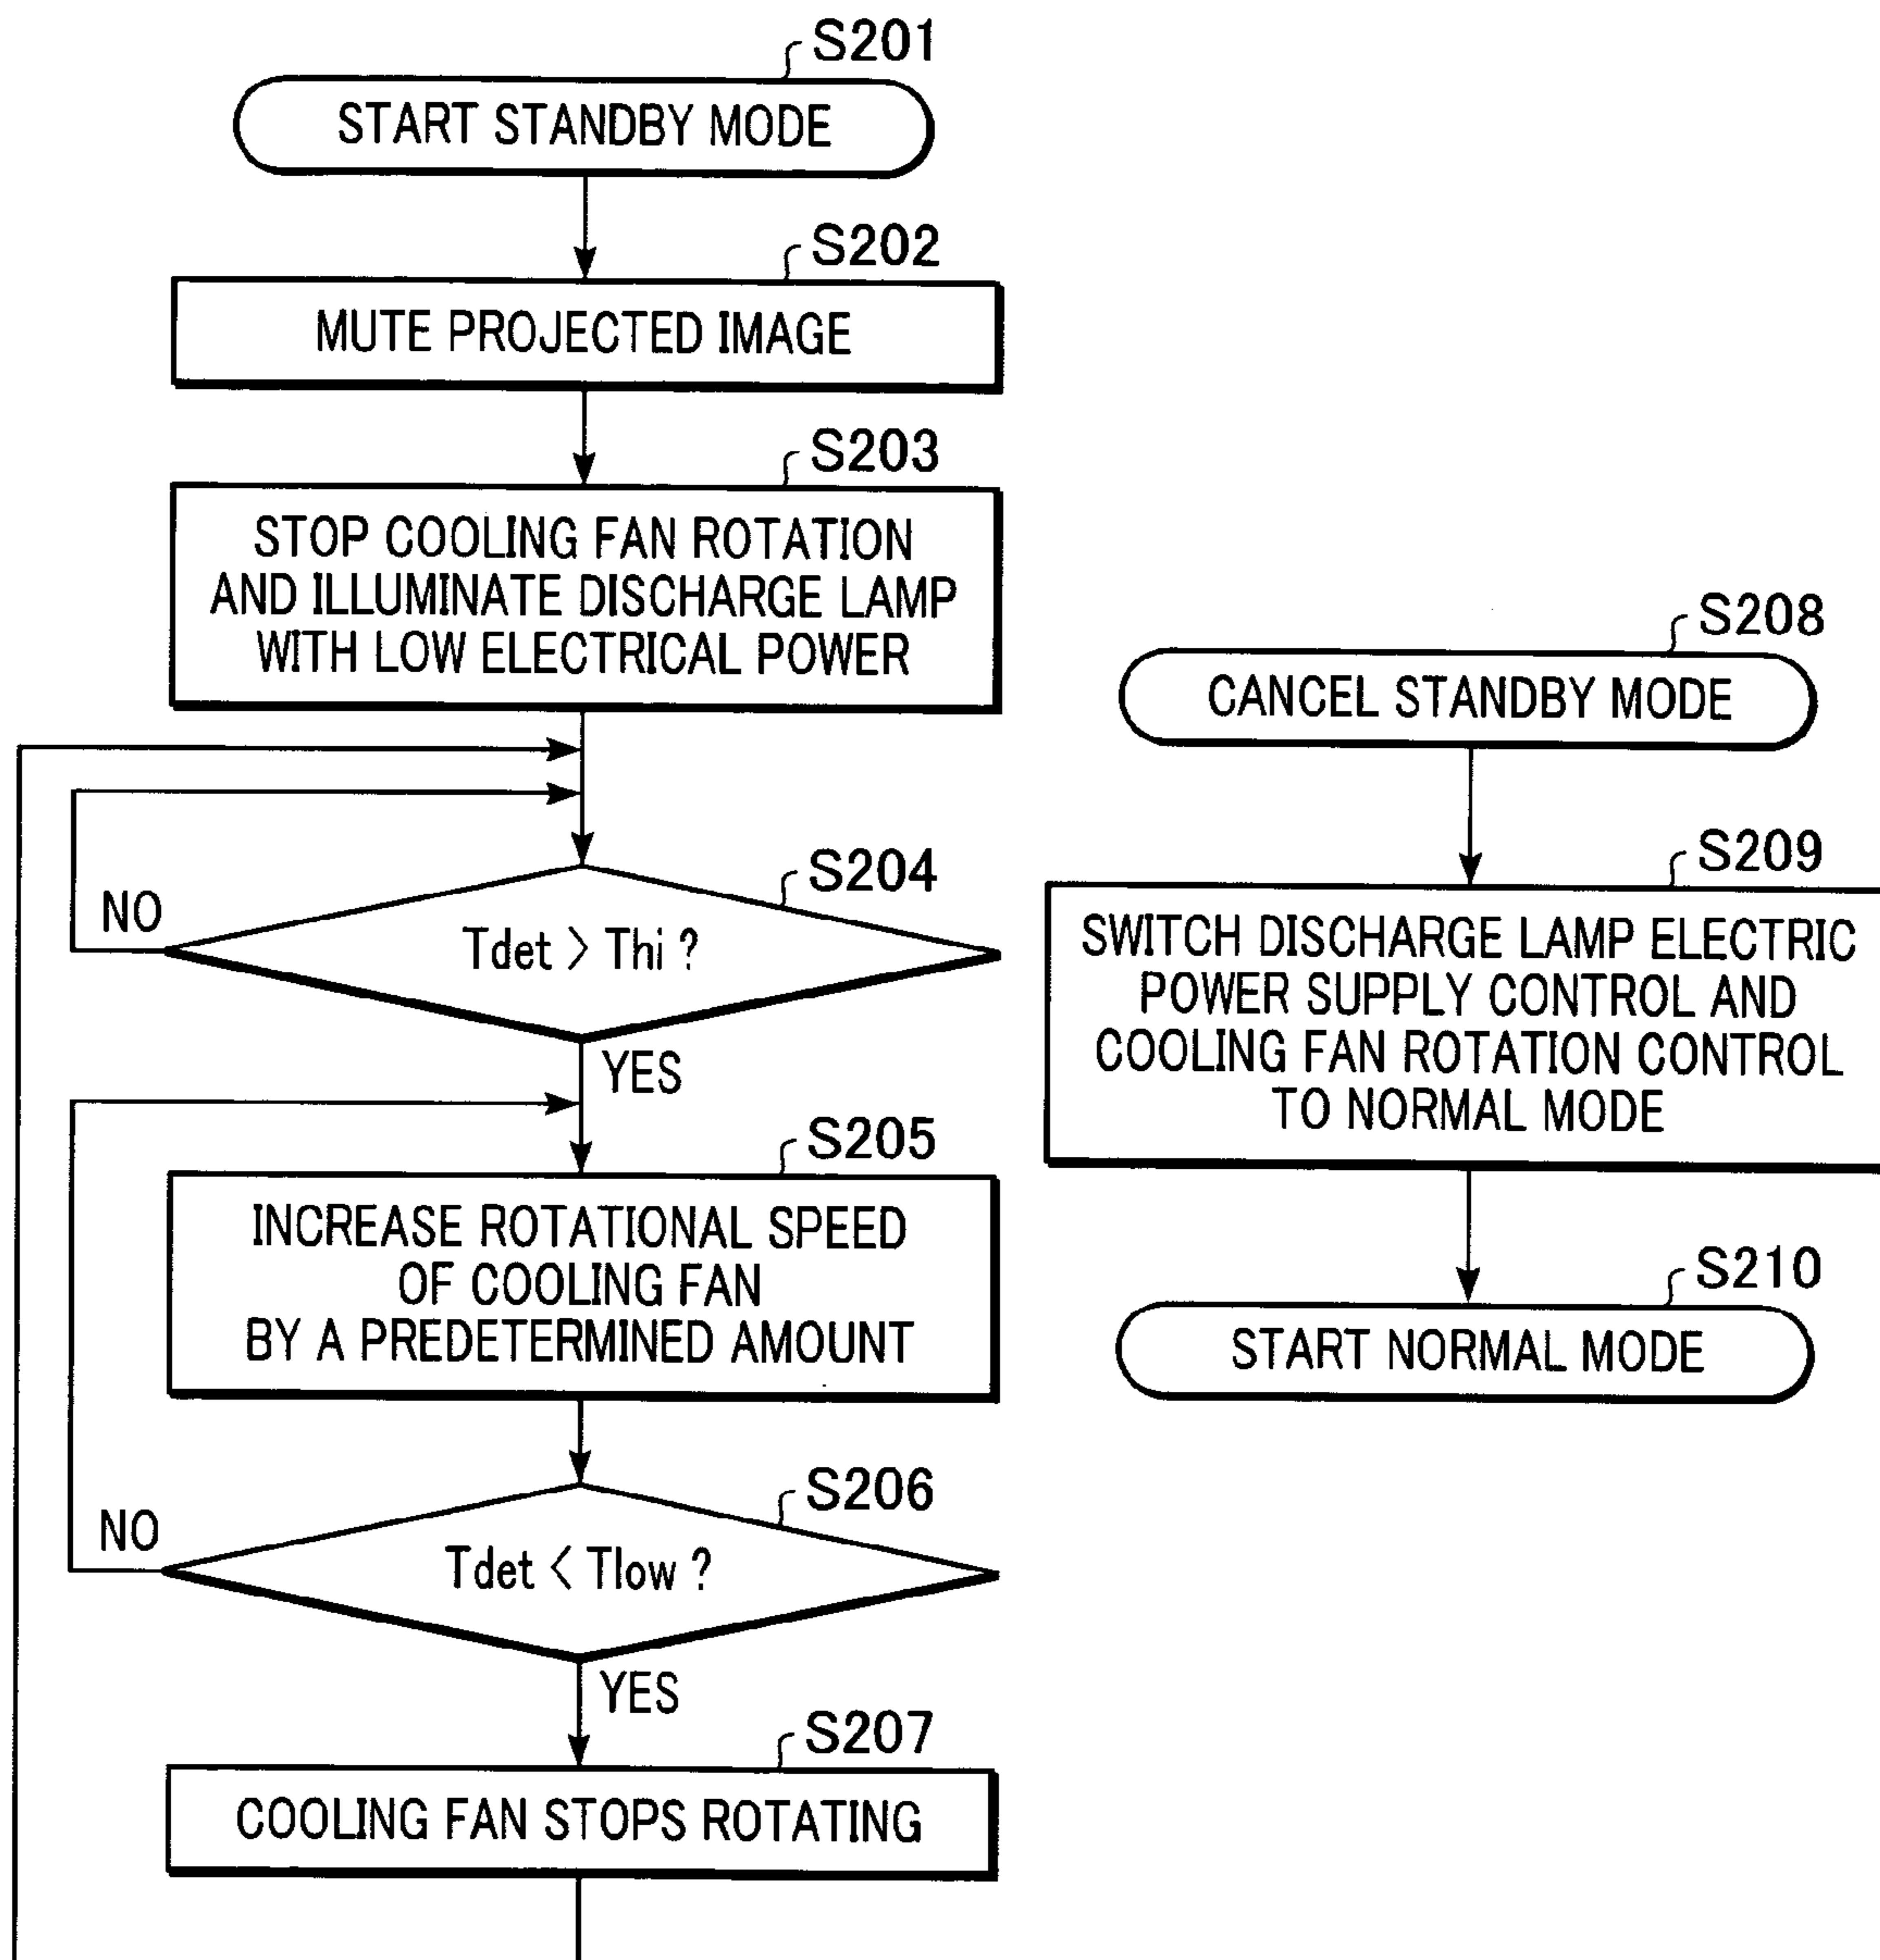 S201
START STANDBY MODE
S202
MUTE PROJECTED IMAGE
S203
STOP COOLING FAN ROTATION
AND ILLUMINATE DISCHARGE LAMP
WITH LOW ELECTRICAL POWER
S204
NO
Tdet > Thi ?
YES
S205
INCREASE ROTATIONAL SPEED
OF COOLING FAN
BY A PREDETERMINED AMOUNT
S206
NO
Tdet < Tlow ?
YES
S207
COOLING FAN STOPS ROTATING
S208
CANCEL STANDBY MODE
S209
SWITCH DISCHARGE LAMP ELECTRIC
POWER SUPPLY CONTROL AND
COOLING FAN ROTATION CONTROL
TO NORMAL MODE
S210
START NORMAL MODE